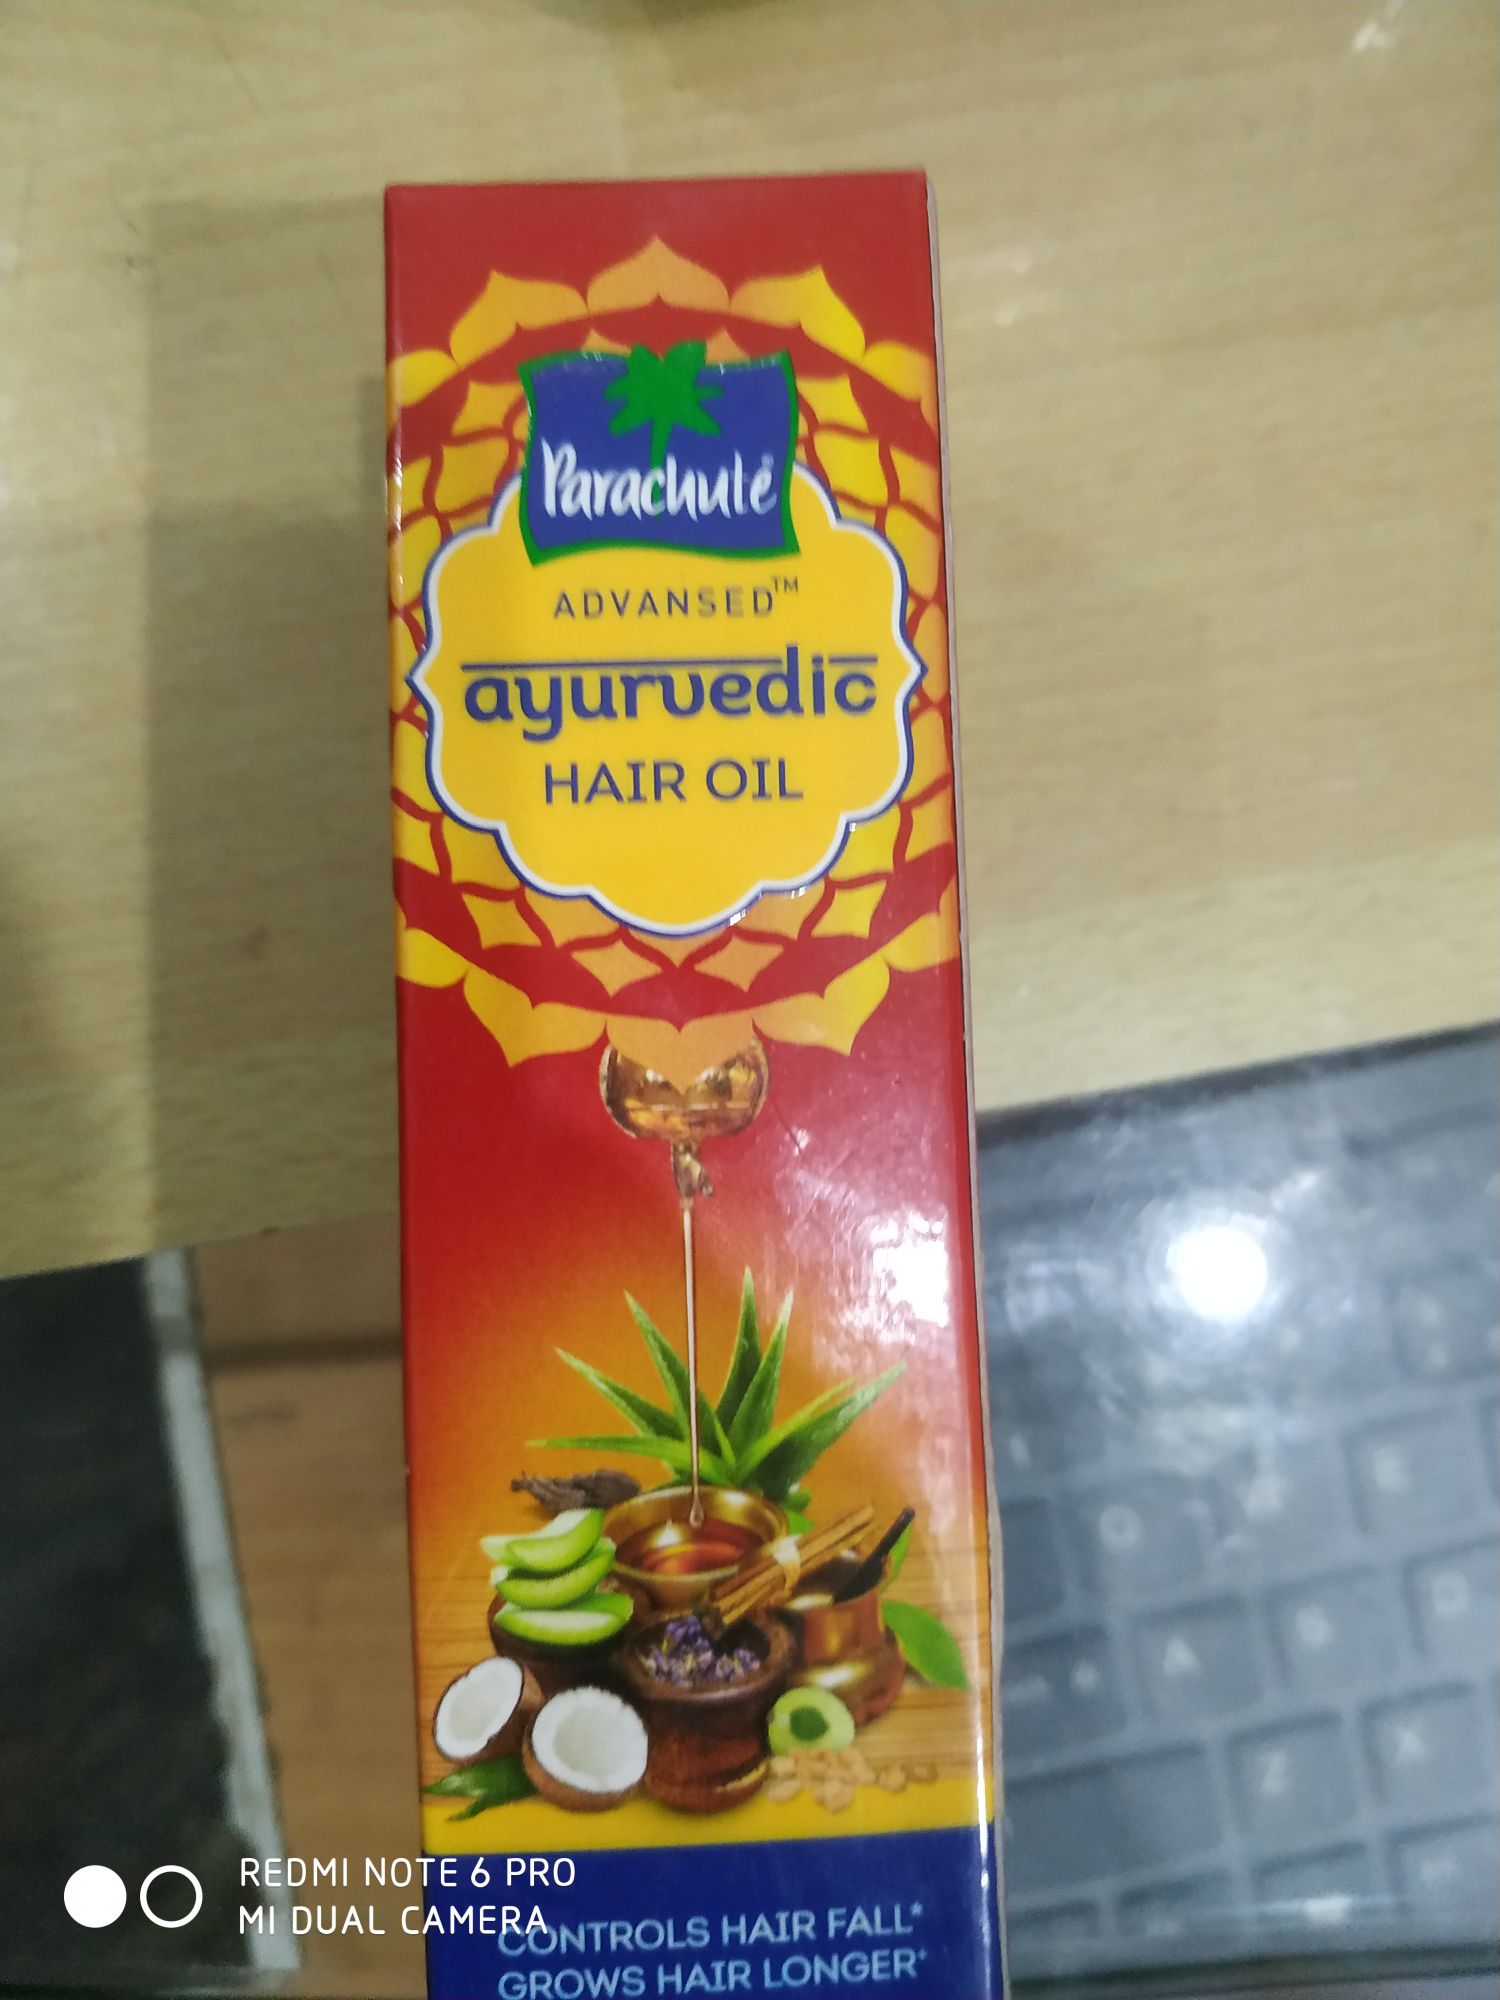 Parachute®
ADVANSED™
ayurvedic
HAIR OIL
CONTROLS HAIR FALL*
GROWS HAIR LONGER+
REDMI NOTE 6 PRO
MI DUAL CAMERA
A
S
D
Z
X